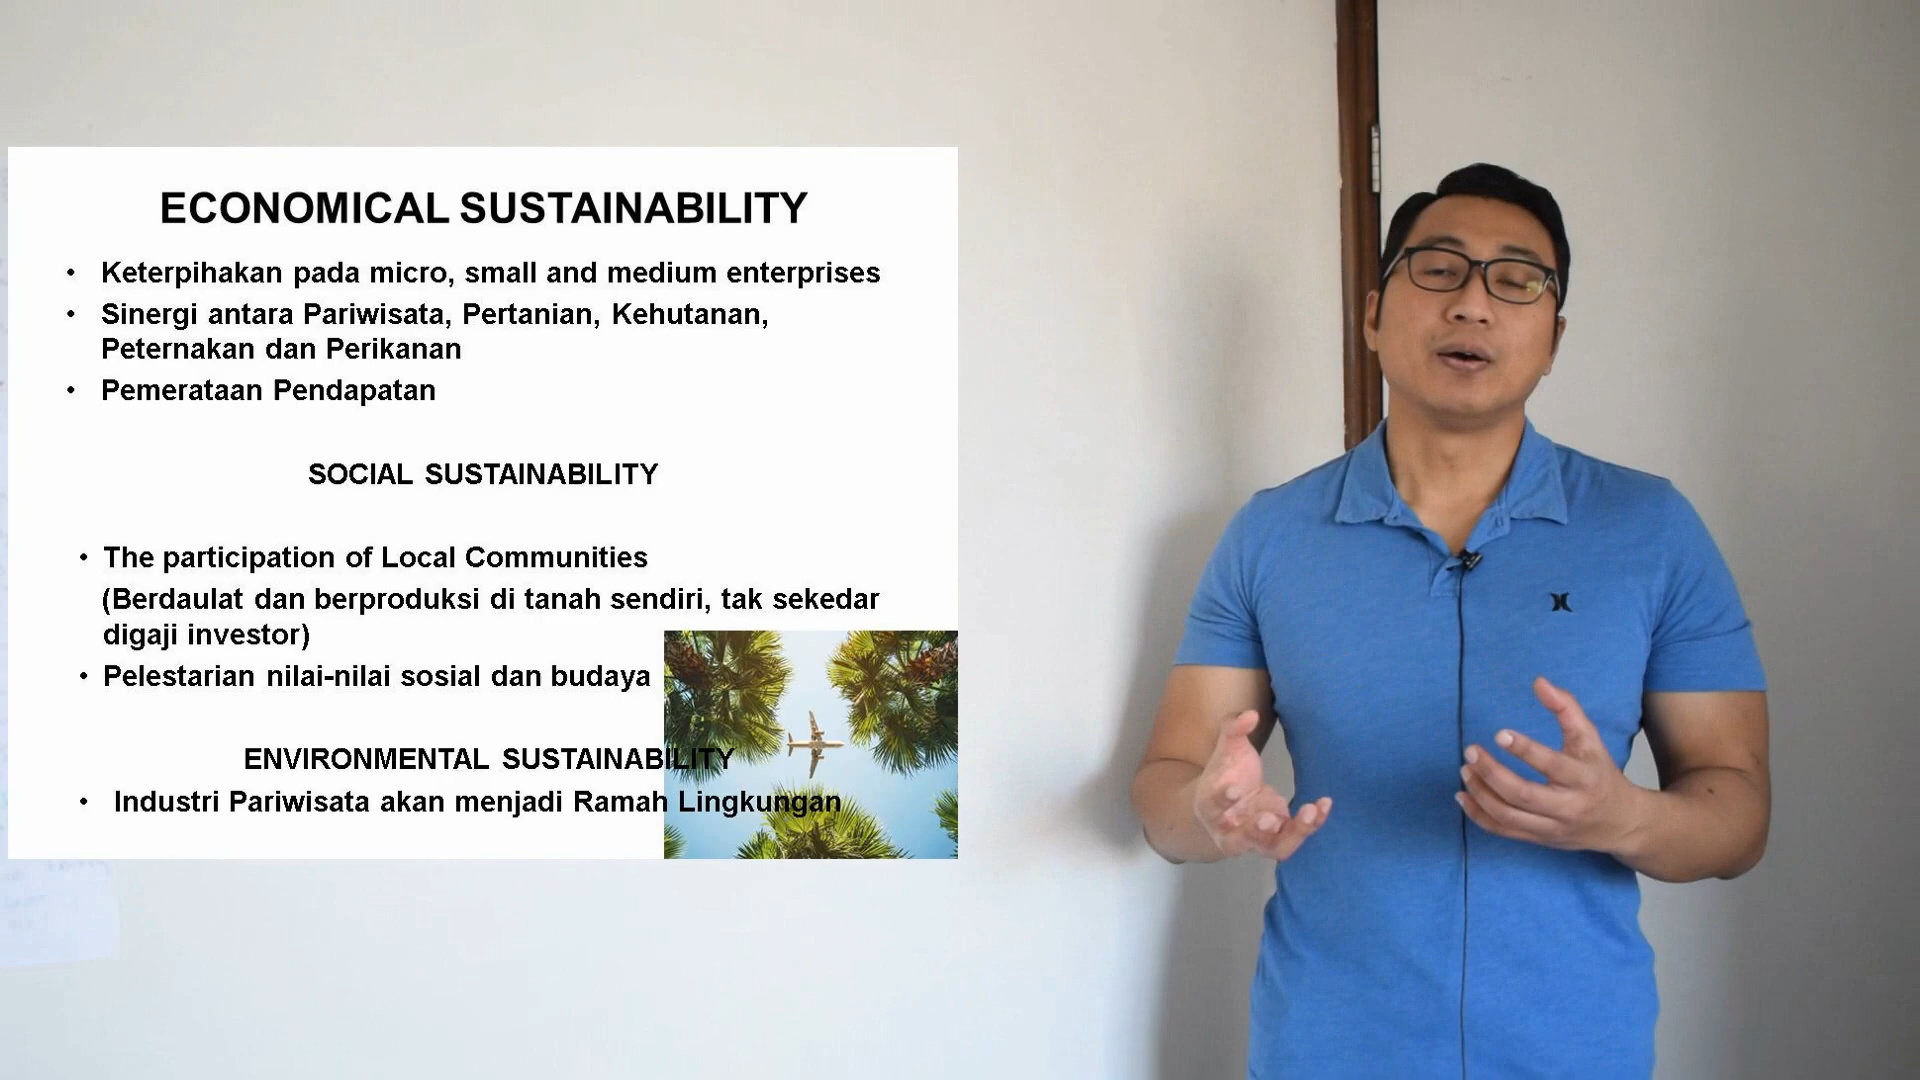 ECONOMICAL SUSTAINABILITY
• Keterpihakan pada micro, small and medium enterprises
• Sinergi antara Pariwisata, Pertanian, Kehutanan,
Peternakan dan Perikanan
• Pemerataan Pendapatan
SOCIAL SUSTAINABILITY
• The participation of Local Communities
(Berdaulat dan berproduksi di tanah sendiri, tak sekedar
digaji investor)
• Pelestarian nilai-nilai sosial dan budaya
ENVIRONMENTAL SUSTAINABILITY
• Industri Pariwisata akan menjadi Ramah Lingkungan